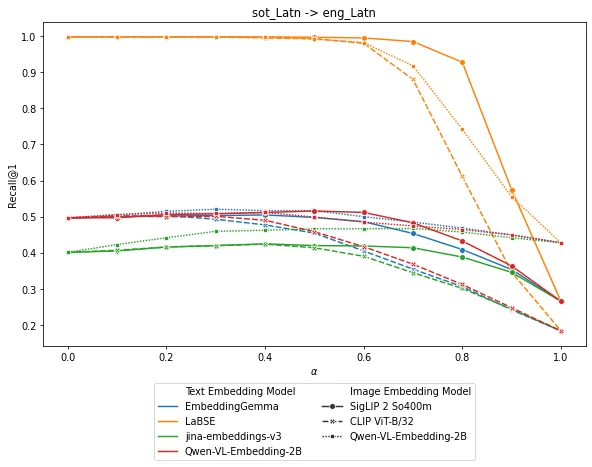 sot_Latn -> eng_Latn
1.0
0.9
0.8
0.7
0.6
0.5
0.4
0.3
0.2
Recall@1
0.0 0.2 0.4 0.6 0.8 1.0
α
Text Embedding Model
EmbeddingGemma
LaBSE
jina-embeddings-v3
Qwen-VL-Embedding-2B
Image Embedding Model
SigLIP 2 So400m
CLIP ViT-B/32
Qwen-VL-Embedding-2B